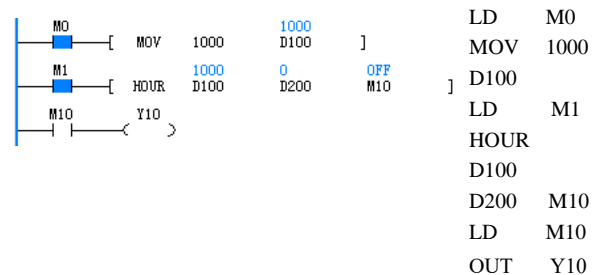 M0 1000
[ MOV 1000 D100 ]
M1 1000 0 OFF
[ HOUR D100 D200 M10 ]
M10 Y10
( )
LD M0
MOV 1000
D100
LD M1
HOUR
D100
D200 M10
LD M10
OUT Y10